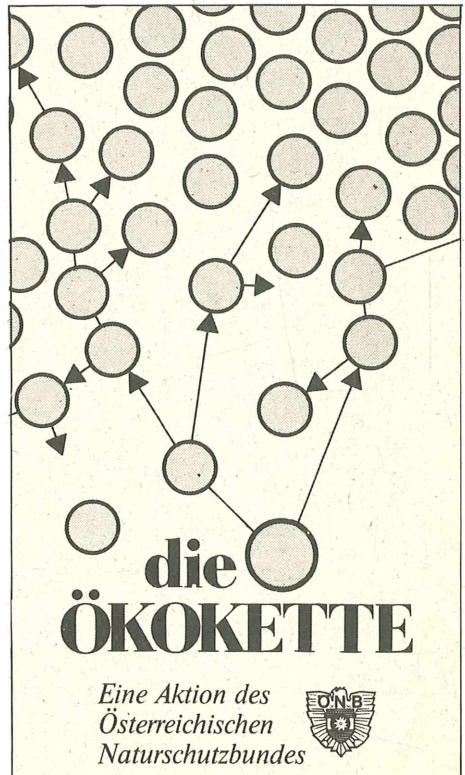 die
ÖKOKETTE
Eine Aktion des
Österreichischen
Naturschutzbundes
ÖNB